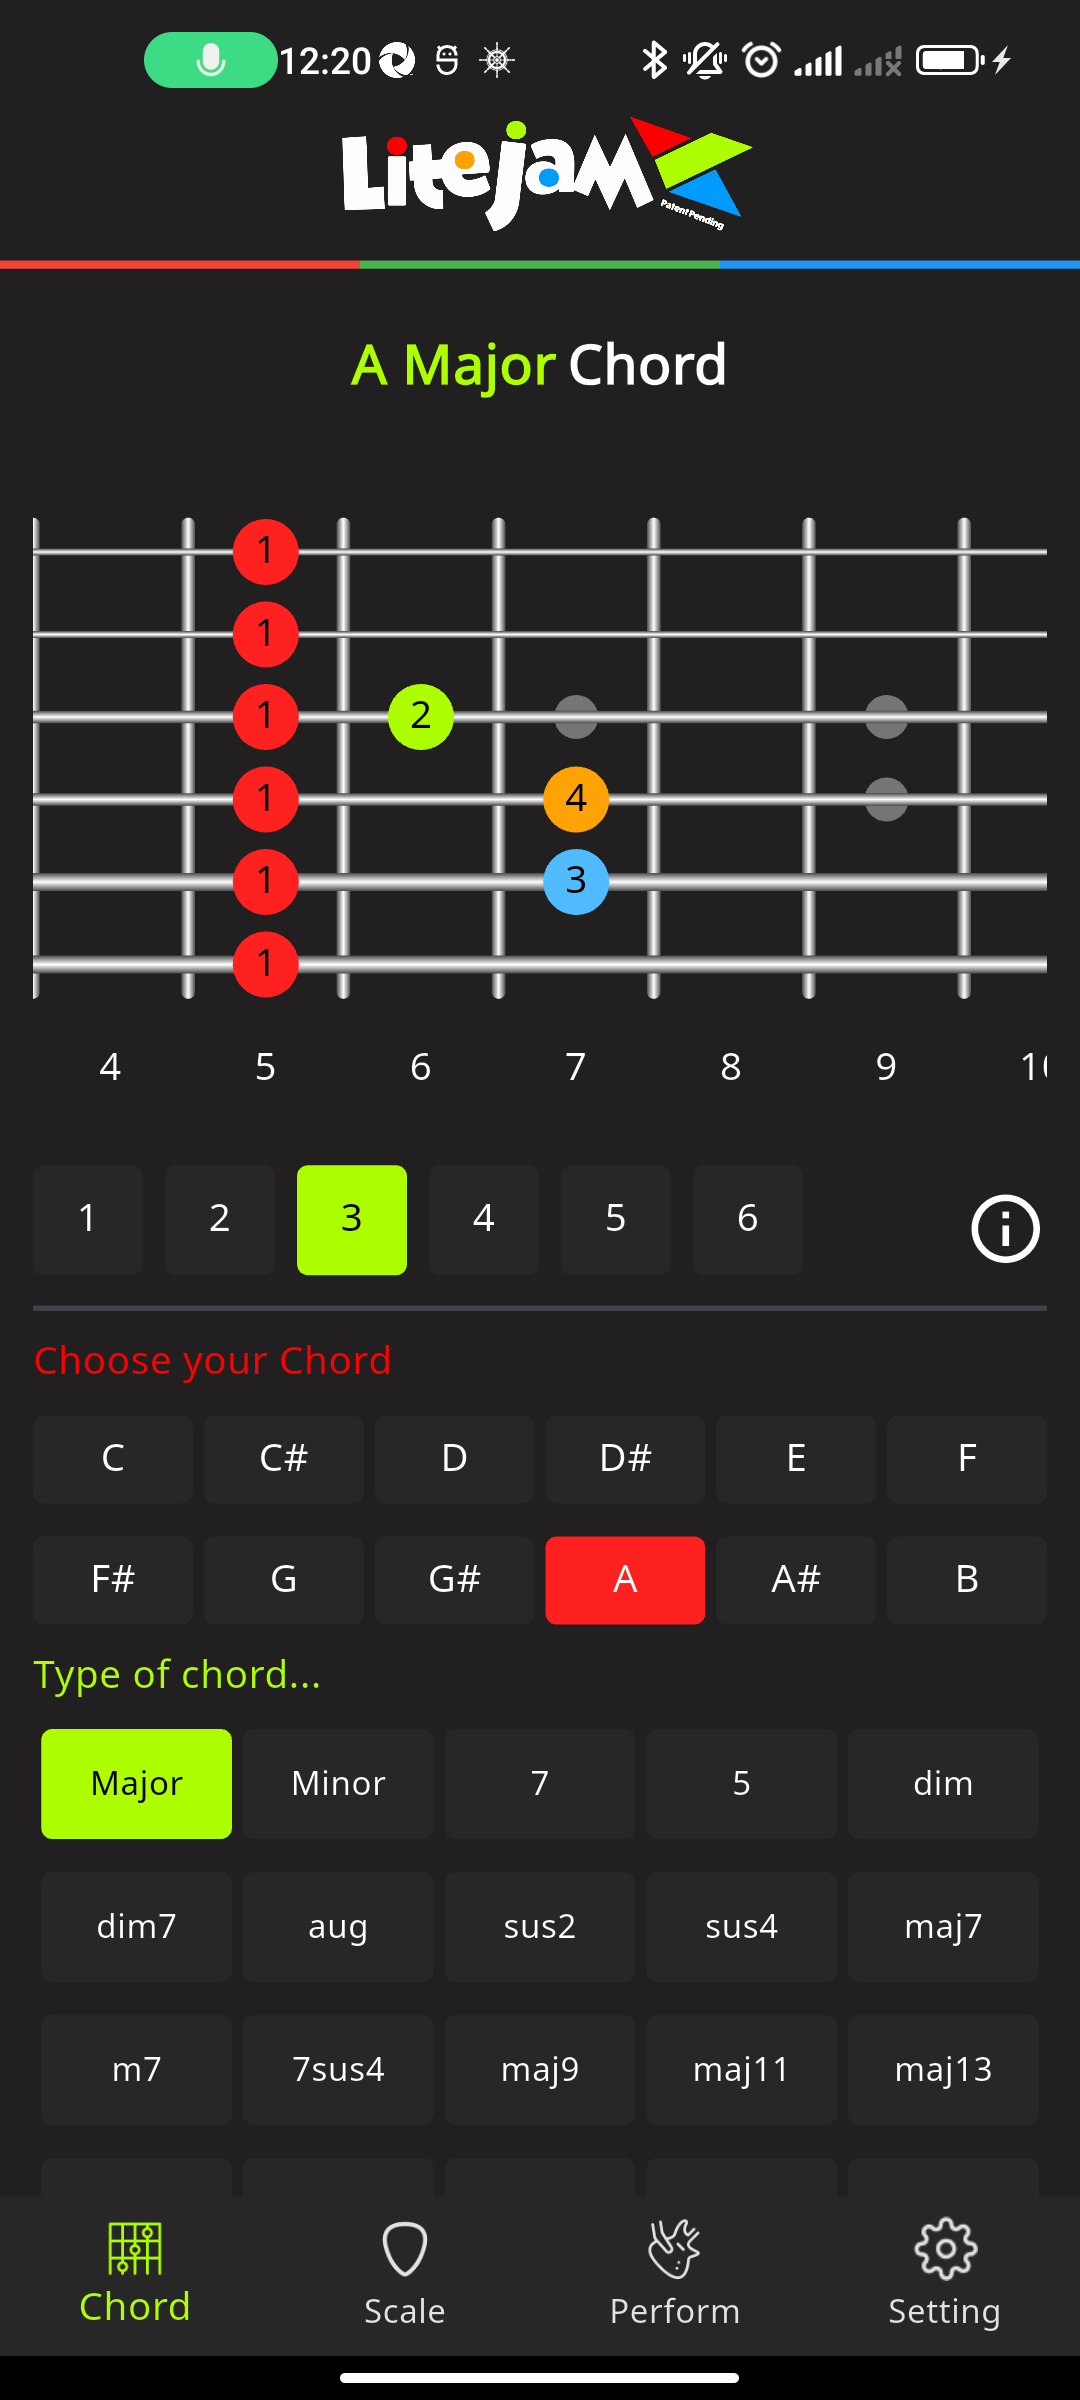 12:20
Litejam
Patent Pending
A Major Chord
1
1
1 2
1 4
1 3
1
4 5 6 7 8 9 10
1 2 3 4 5 6
Choose your Chord
C C# D D# E F
F# G G# A A# B
Type of chord...
Major Minor 7 5 dim
dim7 aug sus2 sus4 maj7
m7 7sus4 maj9 maj11 maj13
Chord Scale Perform Setting